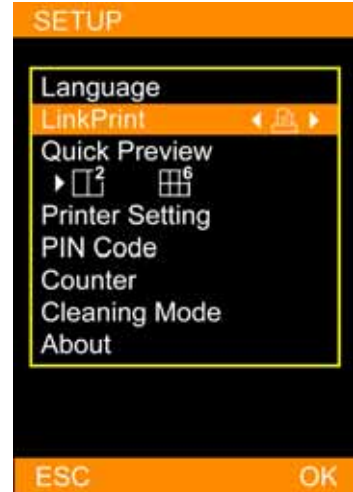 SETUP
Language
LinkPrint
Quick Preview
2 6
Printer Setting
PIN Code
Counter
Cleaning Mode
About
ESC OK